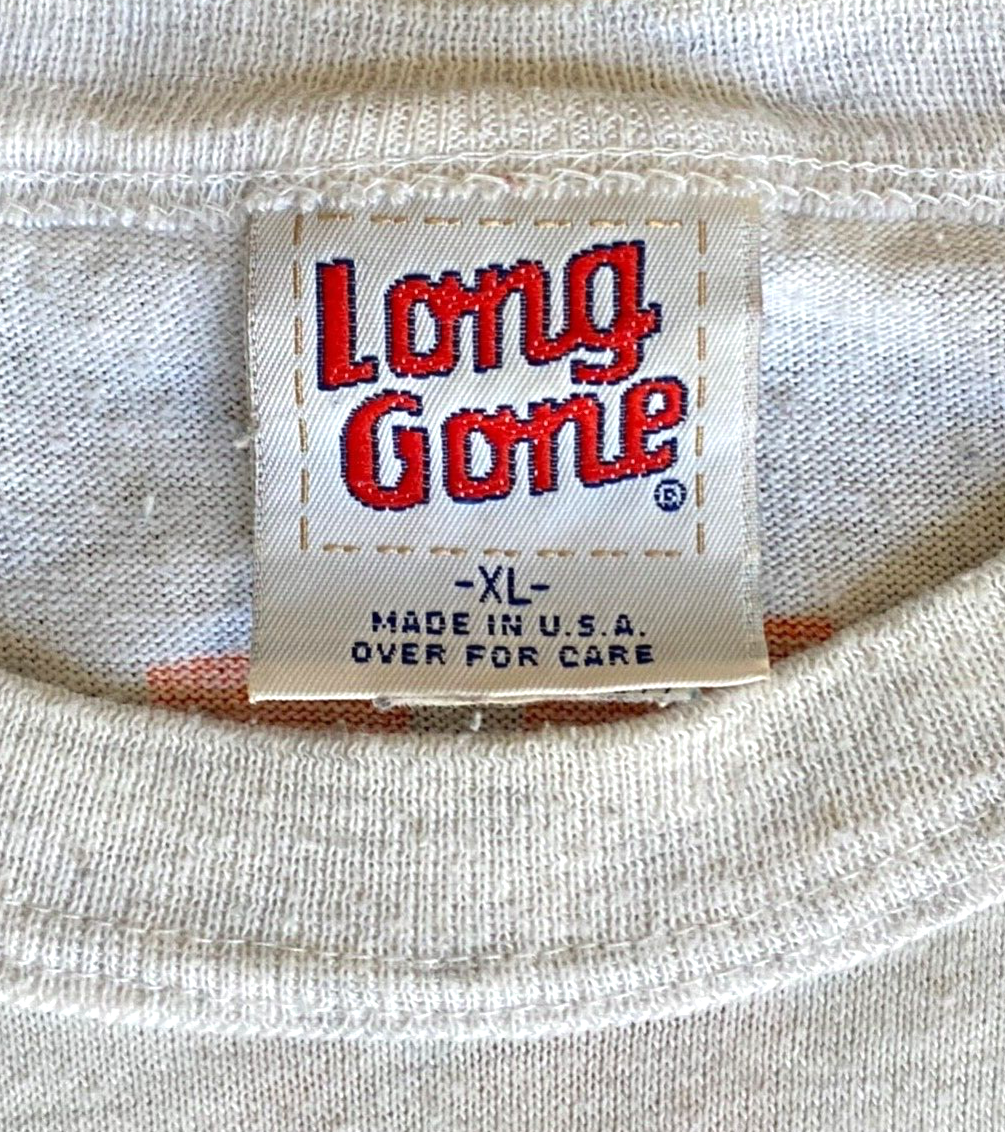 Long
Gone®
-XL-
MADE IN U.S.A.
OVER FOR CARE